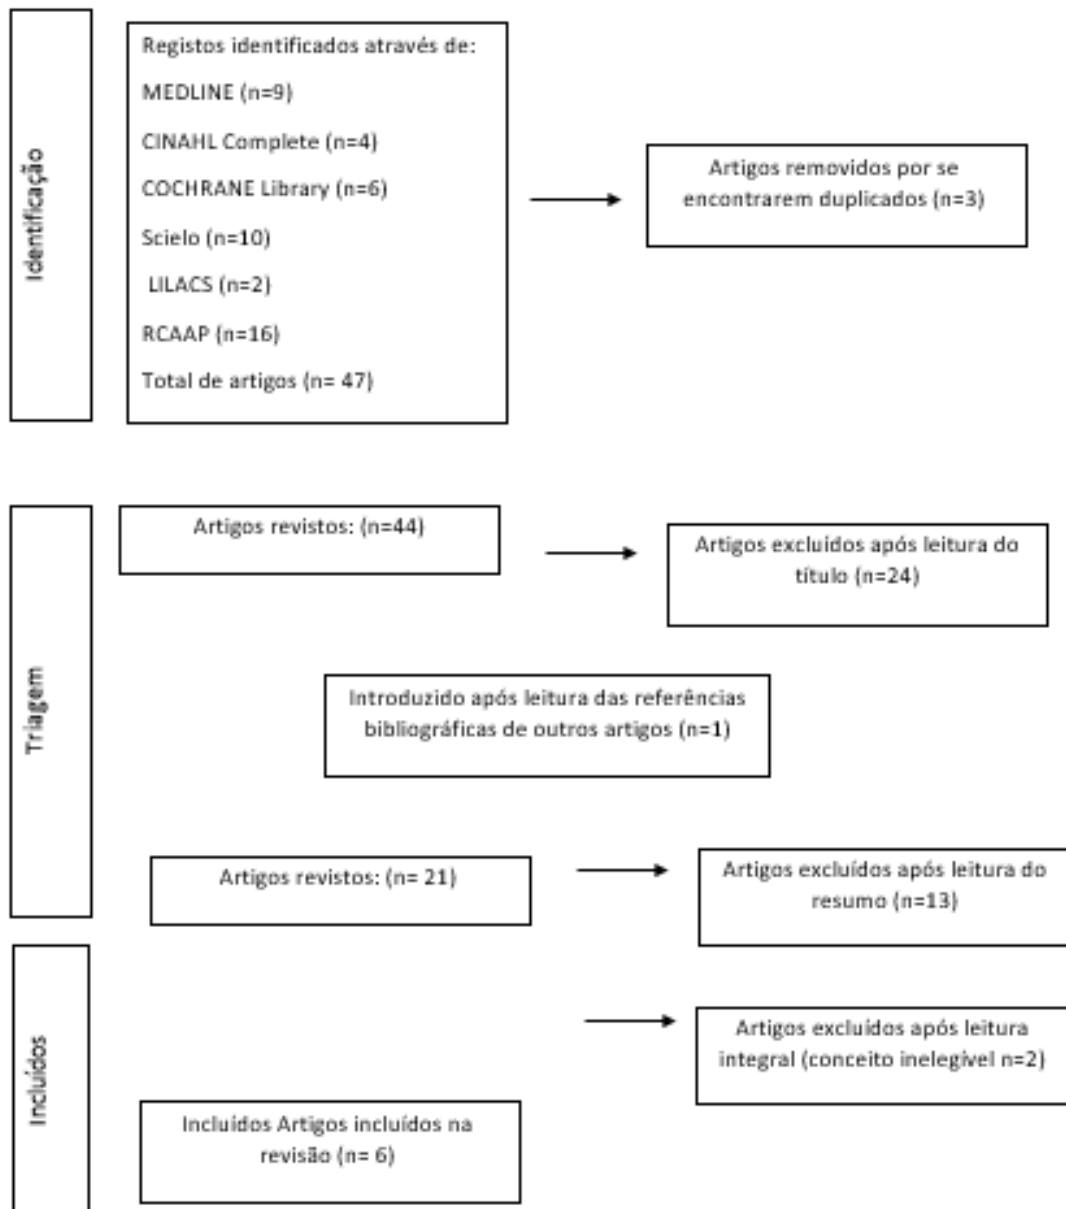 Identificação
Registos identificados através de:
MEDLINE (n=9)
CINAHL Complete (n=4)
COCHRANE Library (n=6)
Scielo (n=10)
LILACS (n=2)
RCAAP (n=16)
Total de artigos (n= 47)
Artigos removidos por se
encontrarem duplicados (n=3)
Triagem
Artigos revistos: (n=44)
Artigos excluídos após leitura do
título (n=24)
Introduzido após leitura das referências
bibliográficas de outros artigos (n=1)
Artigos revistos: (n= 21)
Artigos excluídos após leitura do
resumo (n=13)
Incluídos
Artigos excluídos após leitura
integral (conceito inelegível n=2)
Incluídos Artigos incluídos na
revisão (n= 6)